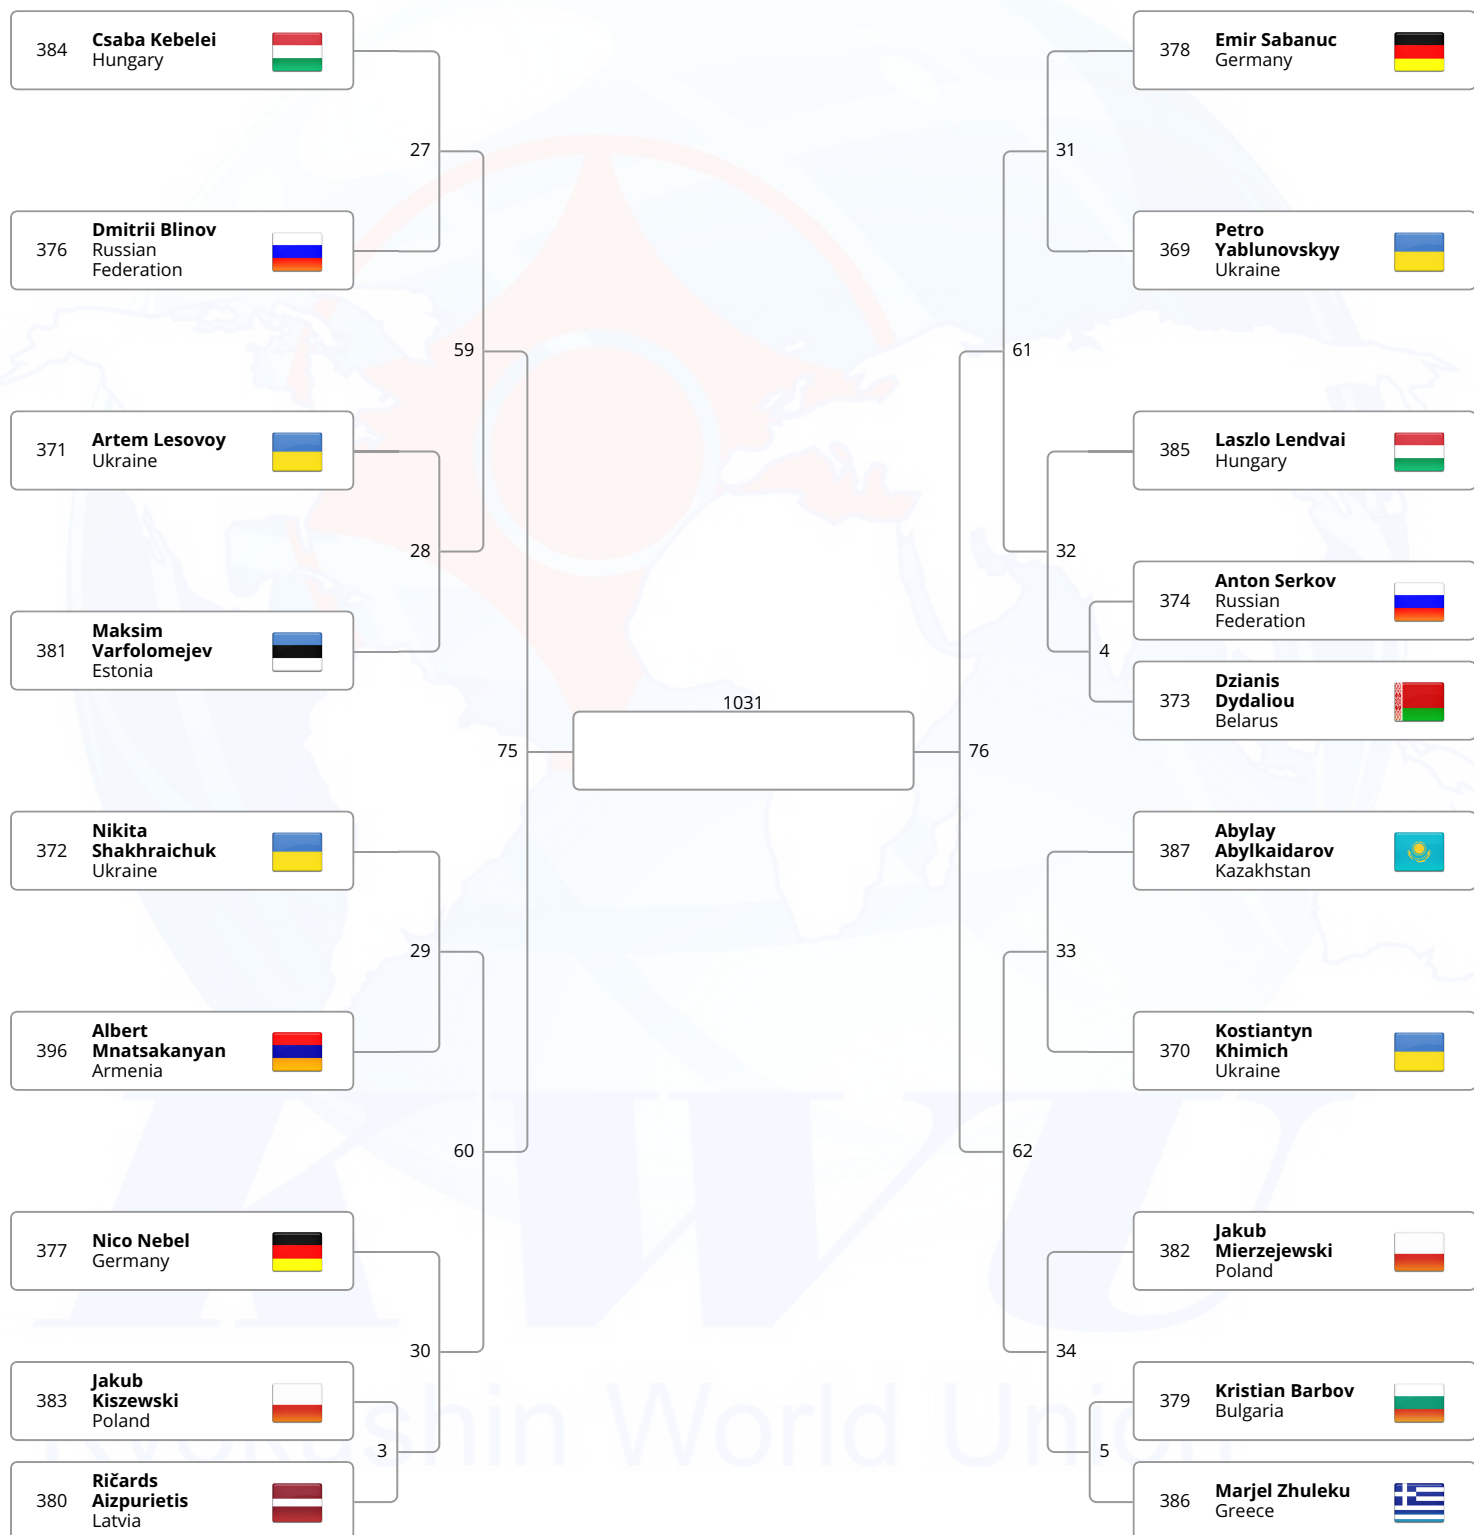 384
Csaba Kebelei
Hungary
27
376
Dmitrii Blinov
Russian
Federation
59
371
Artem Lesovoy
Ukraine
28
381
Maksim
Varfolomejev
Estonia
75
372
Nikita
Shakhraichuk
Ukraine
29
396
Albert
Mnatsakanyan
Armenia
60
377
Nico Nebel
Germany
30
383
Jakub
Kiszewski
Poland
3
380
Ričards
Aizpurietis
Latvia
1031
378
Emir Sabanuc
Germany
31
369
Petro
Yablunovskyy
Ukraine
61
385
Laszlo Lendvai
Hungary
32
374
Anton Serkov
Russian
Federation
4
373
Dzianis
Dydaliou
Belarus
76
387
Abylay
Abylkaidarov
Kazakhstan
33
370
Kostiantyn
Khimich
Ukraine
62
382
Jakub
Mierzejewski
Poland
34
379
Kristian Barbov
Bulgaria
5
386
Marjel Zhuleku
Greece
KWU
Kyokushin World Union